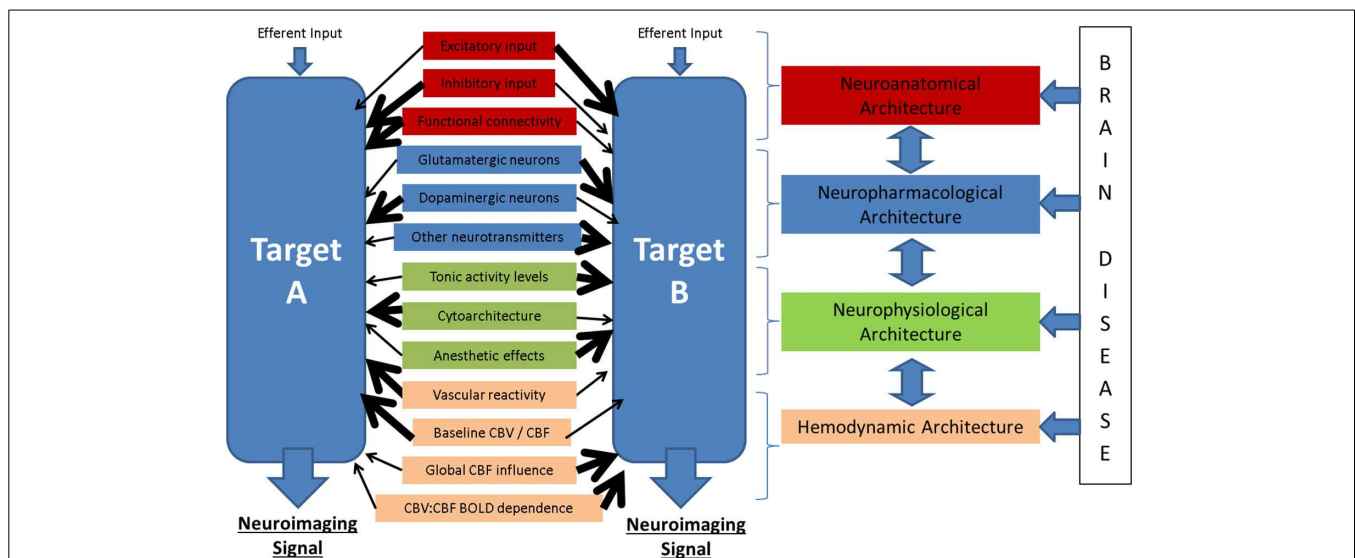 Efferent Input
Efferent Input
Excitatory input
Inhibitory input
Functional connectivity
Glutamatergic neurons
Dopaminergic neurons
Other neurotransmitters
Tonic activity levels
Cytoarchitecture
Anesthetic effects
Vascular reactivity
Baseline CBV / CBF
Global CBF influence
CBV:CBF BOLD dependence
Target
A
Target
B
Neuroimaging
Signal
Neuroimaging
Signal
Neuroanatomical
Architecture
Neuropharmacological
Architecture
Neurophysiological
Architecture
Hemodynamic Architecture
BRAIN DISEASE